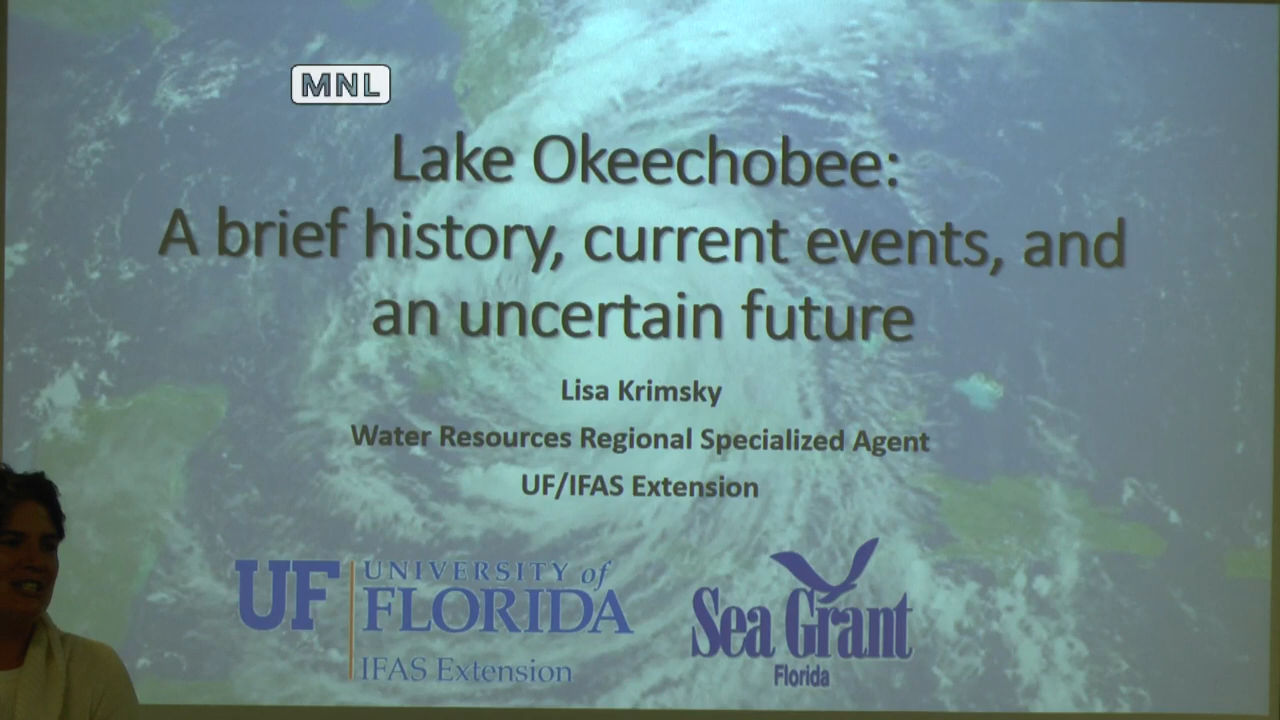 MNL
Lake Okeechobee:
A brief history, current events, and
an uncertain future
Lisa Krimsky
Water Resources Regional Specialized Agent
UF/IFAS Extension
UF
UNIVERSITY of
FLORIDA
IFAS Extension
Sea Grant
Florida